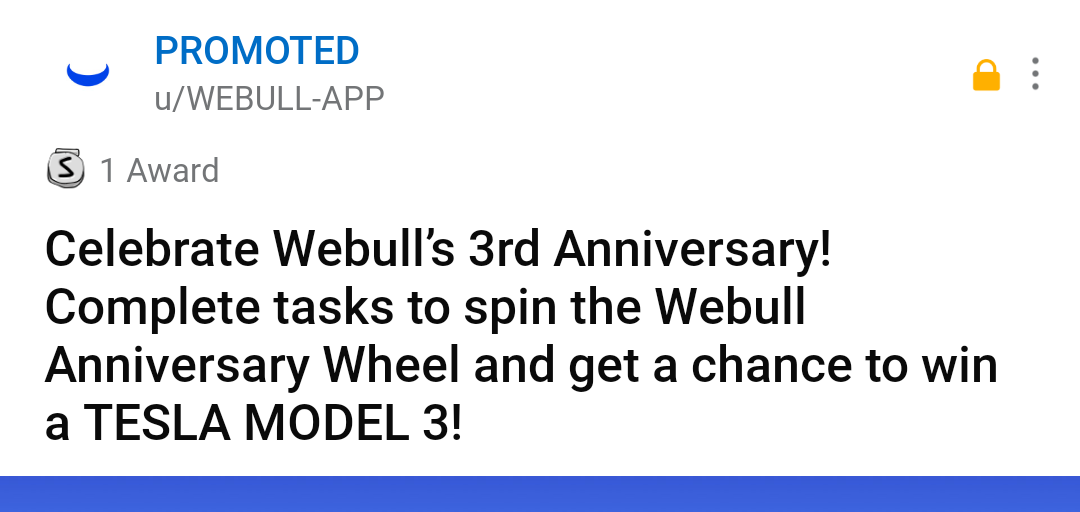 PROMOTED
u/WEBULL-APP
S 1 Award
Celebrate Webull’s 3rd Anniversary!
Complete tasks to spin the Webull
Anniversary Wheel and get a chance to win
a TESLA MODEL 3!